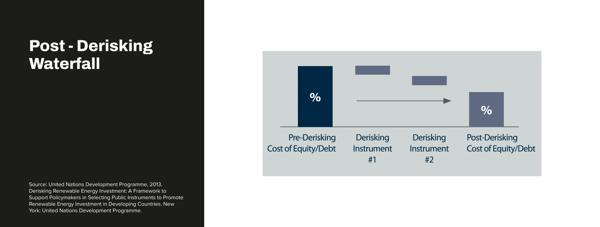 Post - Derisking
Waterfall
Source: United Nations Development Programme, 2013.
Derisking Renewable Energy Investment: A Framework to
Support Policymakers in Selecting Public Instruments to Promote
Renewable Energy Investment in Developing Countries. New
York: United Nations Development Programme.
%
%
Pre-Derisking
Cost of Equity/Debt
Derisking
Instrument
#1
Derisking
Instrument
#2
Post-Derisking
Cost of Equity/Debt